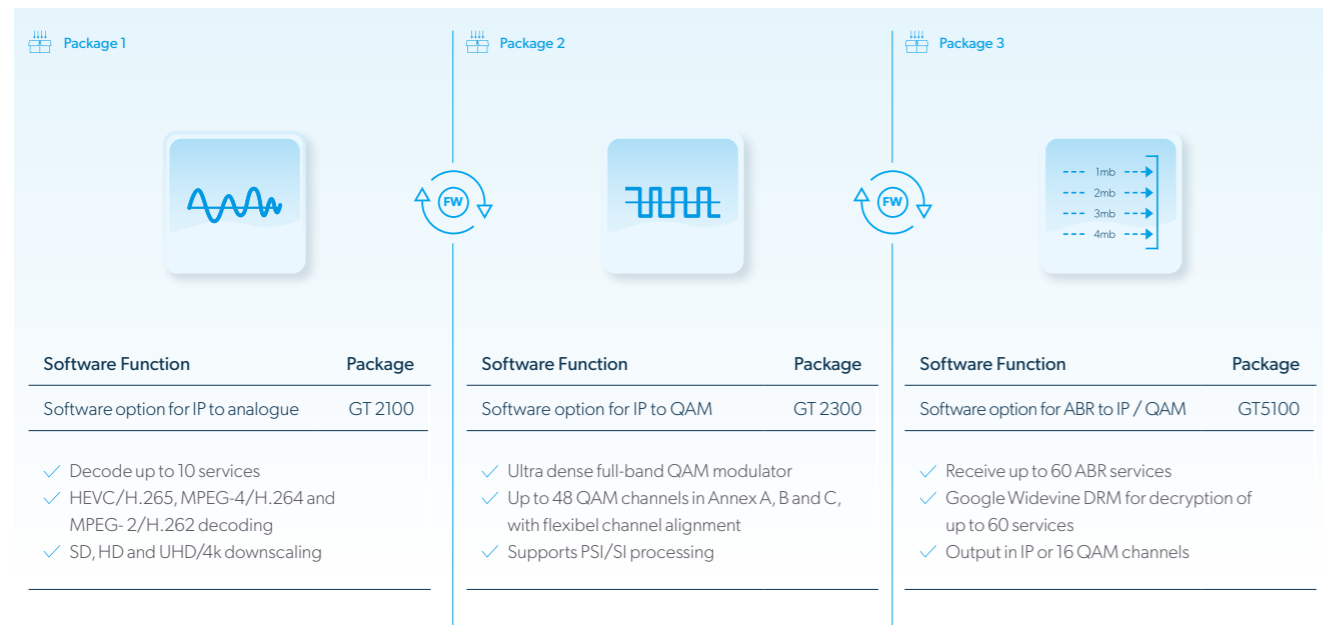 Package 1
1mb
2mb
3mb
4mb
FW
Software Function Package
Software option for IP to analogue GT 2100
Decode up to 10 services
HEVC/H.265, MPEG-4/H.264 and
MPEG- 2/H.262 decoding
SD, HD and UHD/4k downscaling
Package 2
FW
Software Function Package
Software option for IP to QAM GT 2300
Ultra dense full-band QAM modulator
Up to 48 QAM channels in Annex A, B and C,
with flexibel channel alignment
Supports PSI/SI processing
Package 3
Software Function Package
Software option for ABR to IP / QAM GT5100
Receive up to 60 ABR services
Google Widevine DRM for decryption of
up to 60 services
Output in IP or 16 QAM channels